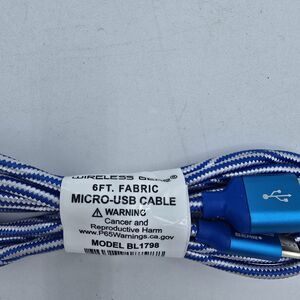 WIRELESS GEAR®
6FT. FABRIC
MICRO-USB CABLE
⚠ WARNING
Cancer and
Reproductive Harm
www.P65Warnings.ca.gov
MODEL BL1798